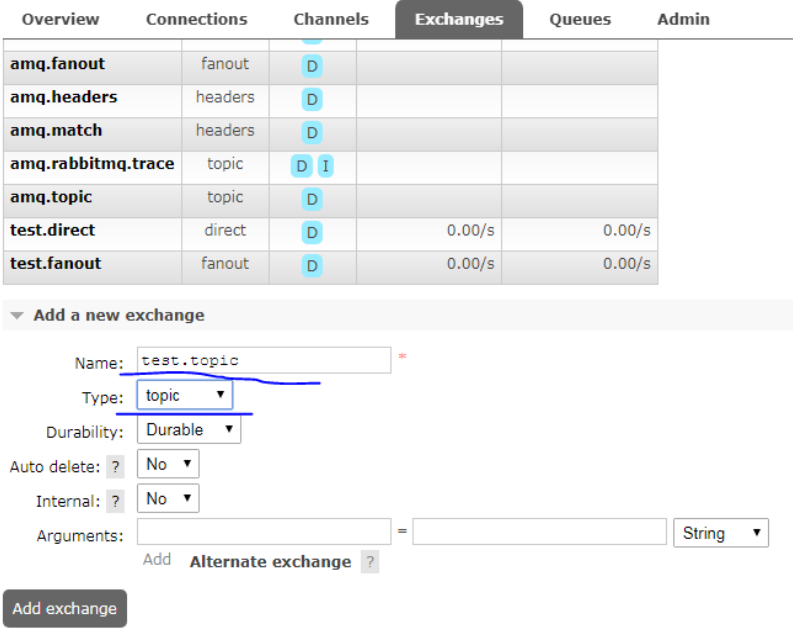 Overview Connections Channels Exchanges Queues Admin
amq.fanout fanout D
amq.headers headers D
amq.match headers D
amq.rabbitmq.trace topic D I
amq.topic topic D
test.direct direct D 0.00/s 0.00/s
test.fanout fanout D 0.00/s 0.00/s
Add a new exchange
Name: test.topic *
Type: topic
Durability: Durable
Auto delete: ? No
Internal: ? No
Arguments: = String
Add Alternate exchange ?
Add exchange